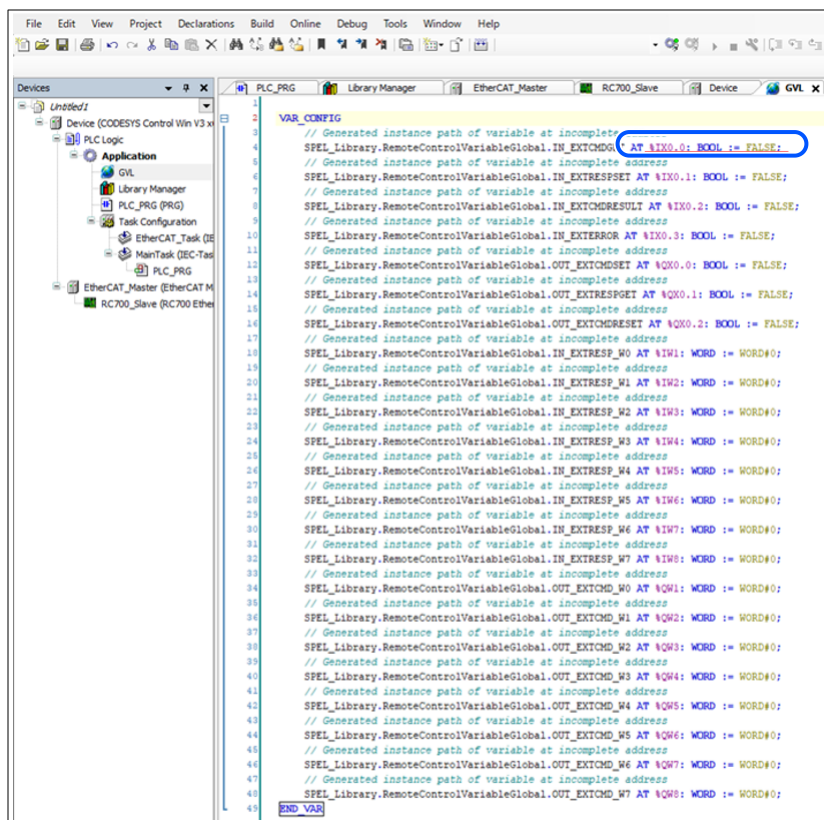 File Edit View Project Declarations Build Online Debug Tools Window Help
Devices
PLC_PRG Library Manager EtherCAT_Master RC700_Slave Device GVL
Untitled1
Device (CODESYS Control Win V3 x
PLC Logic
Application
GVL
Library Manager
PLC_PRG (PRG)
Task Configuration
EtherCAT_Task (IE
MainTask (IEC-Tas
PLC_PRG
EtherCAT_Master (EtherCAT M
RC700_Slave (RC700 Ether
1
2 VAR_CONFIG
3 // Generated instance path of variable at incomplete address
4 SPEL_Library.RemoteControlVariableGlobal.IN_EXTCMDG AT %IX0.0: BOOL := FALSE;
5 // Generated instance path of variable at incomplete address
6 SPEL_Library.RemoteControlVariableGlobal.IN_EXTRESPSET AT %IX0.1: BOOL := FALSE;
7 // Generated instance path of variable at incomplete address
8 SPEL_Library.RemoteControlVariableGlobal.IN_EXTCMDRESULT AT %IX0.2: BOOL := FALSE;
9 // Generated instance path of variable at incomplete address
10 SPEL_Library.RemoteControlVariableGlobal.IN_EXTERROR AT %IX0.3: BOOL := FALSE;
11 // Generated instance path of variable at incomplete address
12 SPEL_Library.RemoteControlVariableGlobal.OUT_EXTCMDSET AT %QX0.0: BOOL := FALSE;
13 // Generated instance path of variable at incomplete address
14 SPEL_Library.RemoteControlVariableGlobal.OUT_EXTRESPGET AT %QX0.1: BOOL := FALSE;
15 // Generated instance path of variable at incomplete address
16 SPEL_Library.RemoteControlVariableGlobal.OUT_EXTCMDRESET AT %QX0.2: BOOL := FALSE;
17 // Generated instance path of variable at incomplete address
18 SPEL_Library.RemoteControlVariableGlobal.IN_EXTRESP_W0 AT %IW1: WORD := WORD#0;
19 // Generated instance path of variable at incomplete address
20 SPEL_Library.RemoteControlVariableGlobal.IN_EXTRESP_W1 AT %IW2: WORD := WORD#0;
21 // Generated instance path of variable at incomplete address
22 SPEL_Library.RemoteControlVariableGlobal.IN_EXTRESP_W2 AT %IW3: WORD := WORD#0;
23 // Generated instance path of variable at incomplete address
24 SPEL_Library.RemoteControlVariableGlobal.IN_EXTRESP_W3 AT %IW4: WORD := WORD#0;
25 // Generated instance path of variable at incomplete address
26 SPEL_Library.RemoteControlVariableGlobal.IN_EXTRESP_W4 AT %IW5: WORD := WORD#0;
27 // Generated instance path of variable at incomplete address
28 SPEL_Library.RemoteControlVariableGlobal.IN_EXTRESP_W5 AT %IW6: WORD := WORD#0;
29 // Generated instance path of variable at incomplete address
30 SPEL_Library.RemoteControlVariableGlobal.IN_EXTRESP_W6 AT %IW7: WORD := WORD#0;
31 // Generated instance path of variable at incomplete address
32 SPEL_Library.RemoteControlVariableGlobal.IN_EXTRESP_W7 AT %IW8: WORD := WORD#0;
33 // Generated instance path of variable at incomplete address
34 SPEL_Library.RemoteControlVariableGlobal.OUT_EXTCMD_W0 AT %QW1: WORD := WORD#0;
35 // Generated instance path of variable at incomplete address
36 SPEL_Library.RemoteControlVariableGlobal.OUT_EXTCMD_W1 AT %QW2: WORD := WORD#0;
37 // Generated instance path of variable at incomplete address
38 SPEL_Library.RemoteControlVariableGlobal.OUT_EXTCMD_W2 AT %QW3: WORD := WORD#0;
39 // Generated instance path of variable at incomplete address
40 SPEL_Library.RemoteControlVariableGlobal.OUT_EXTCMD_W3 AT %QW4: WORD := WORD#0;
41 // Generated instance path of variable at incomplete address
42 SPEL_Library.RemoteControlVariableGlobal.OUT_EXTCMD_W4 AT %QW5: WORD := WORD#0;
43 // Generated instance path of variable at incomplete address
44 SPEL_Library.RemoteControlVariableGlobal.OUT_EXTCMD_W5 AT %QW6: WORD := WORD#0;
45 // Generated instance path of variable at incomplete address
46 SPEL_Library.RemoteControlVariableGlobal.OUT_EXTCMD_W6 AT %QW7: WORD := WORD#0;
47 // Generated instance path of variable at incomplete address
48 SPEL_Library.RemoteControlVariableGlobal.OUT_EXTCMD_W7 AT %QW8: WORD := WORD#0;
49 END_VAR